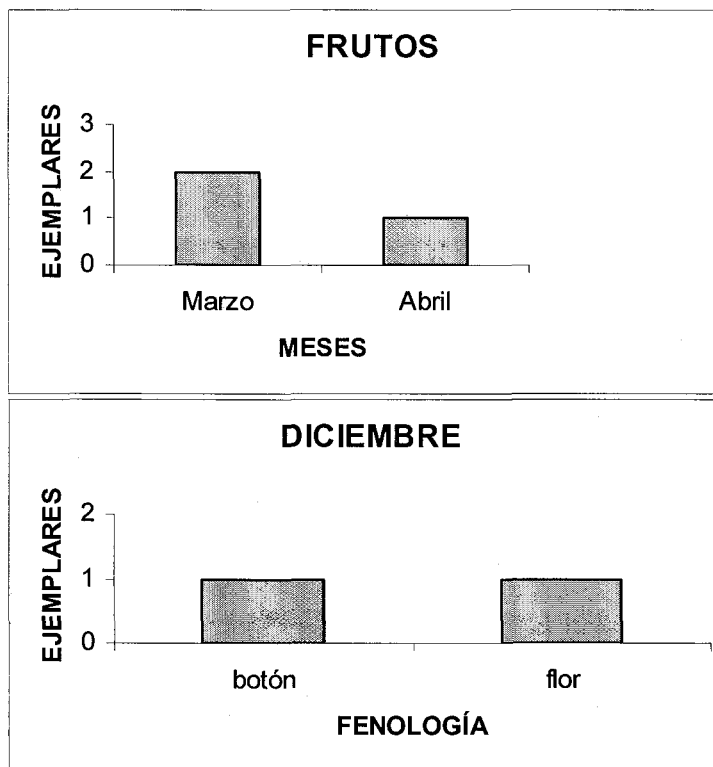 FRUTOS
EJEMPLARES
3
2
1
0
Marzo Abril
MESES
DICIEMBRE
EJEMPLARES
2
1
0
botón flor
FENOLOGÍA